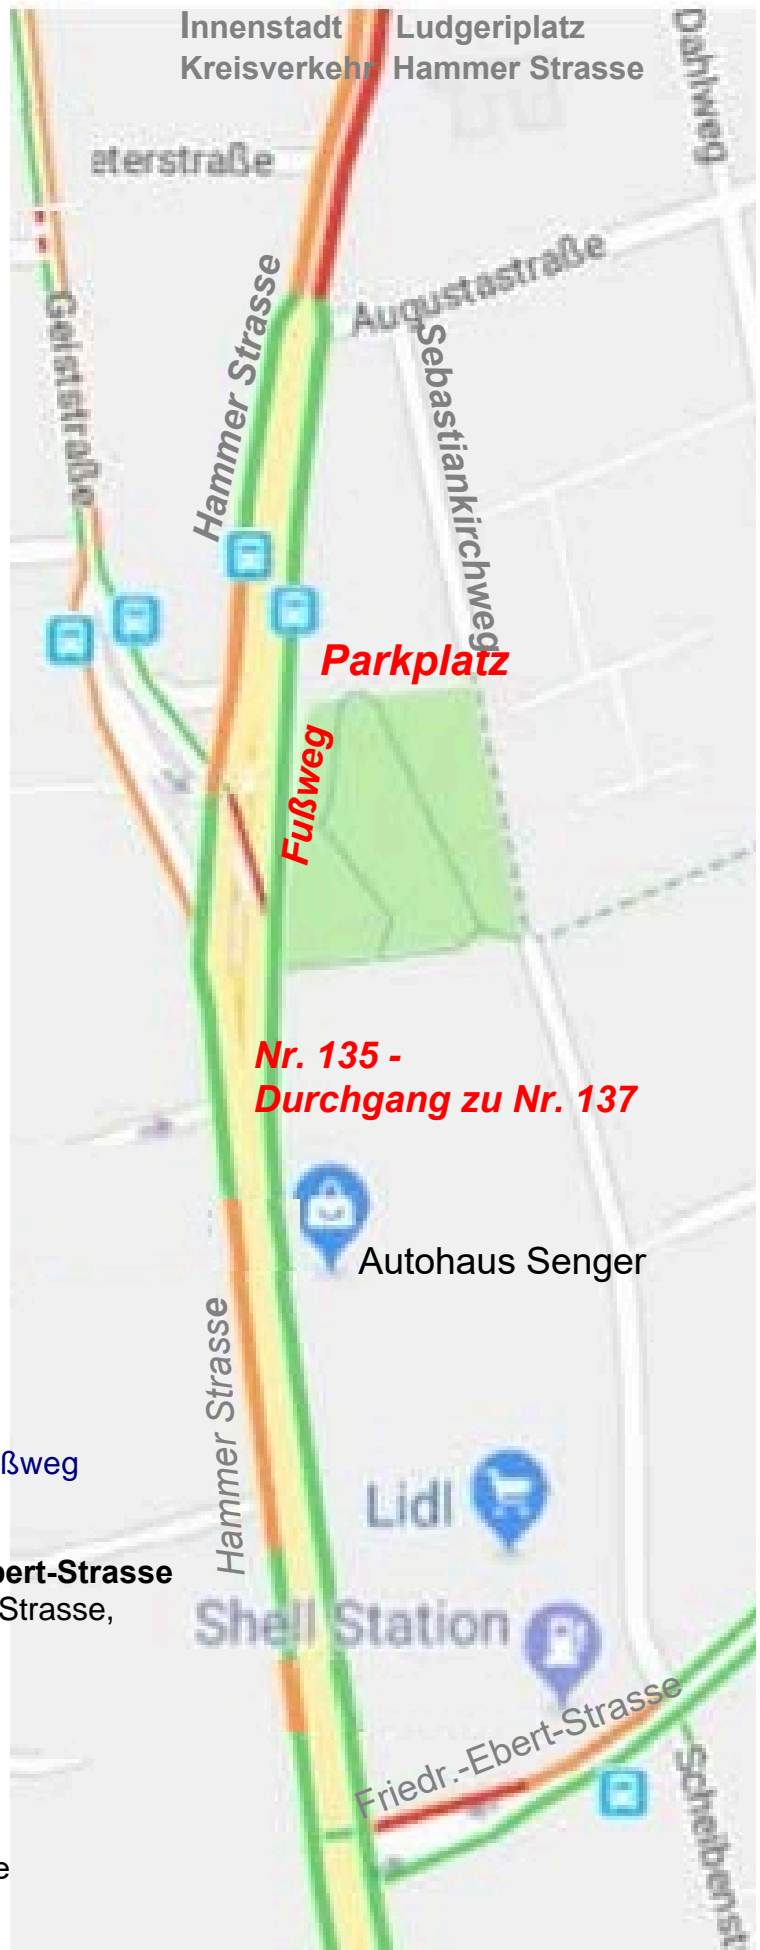 Innenstadt Ludgeriplatz
Kreisverkehr Hammer Strasse
Dahlweg
eterstraße
Augustastraße
Hammer Strasse
Geiststraße
Sebastiankirchweg
Parkplatz
Fußweg
Nr. 135 -
Durchgang zu Nr. 137
Autohaus Senger
Hammer Strasse
ßweg
Lidl
bert-Strasse
Strasse,
Shell Station
Friedr.-Ebert-Strasse
Scheibenst
e